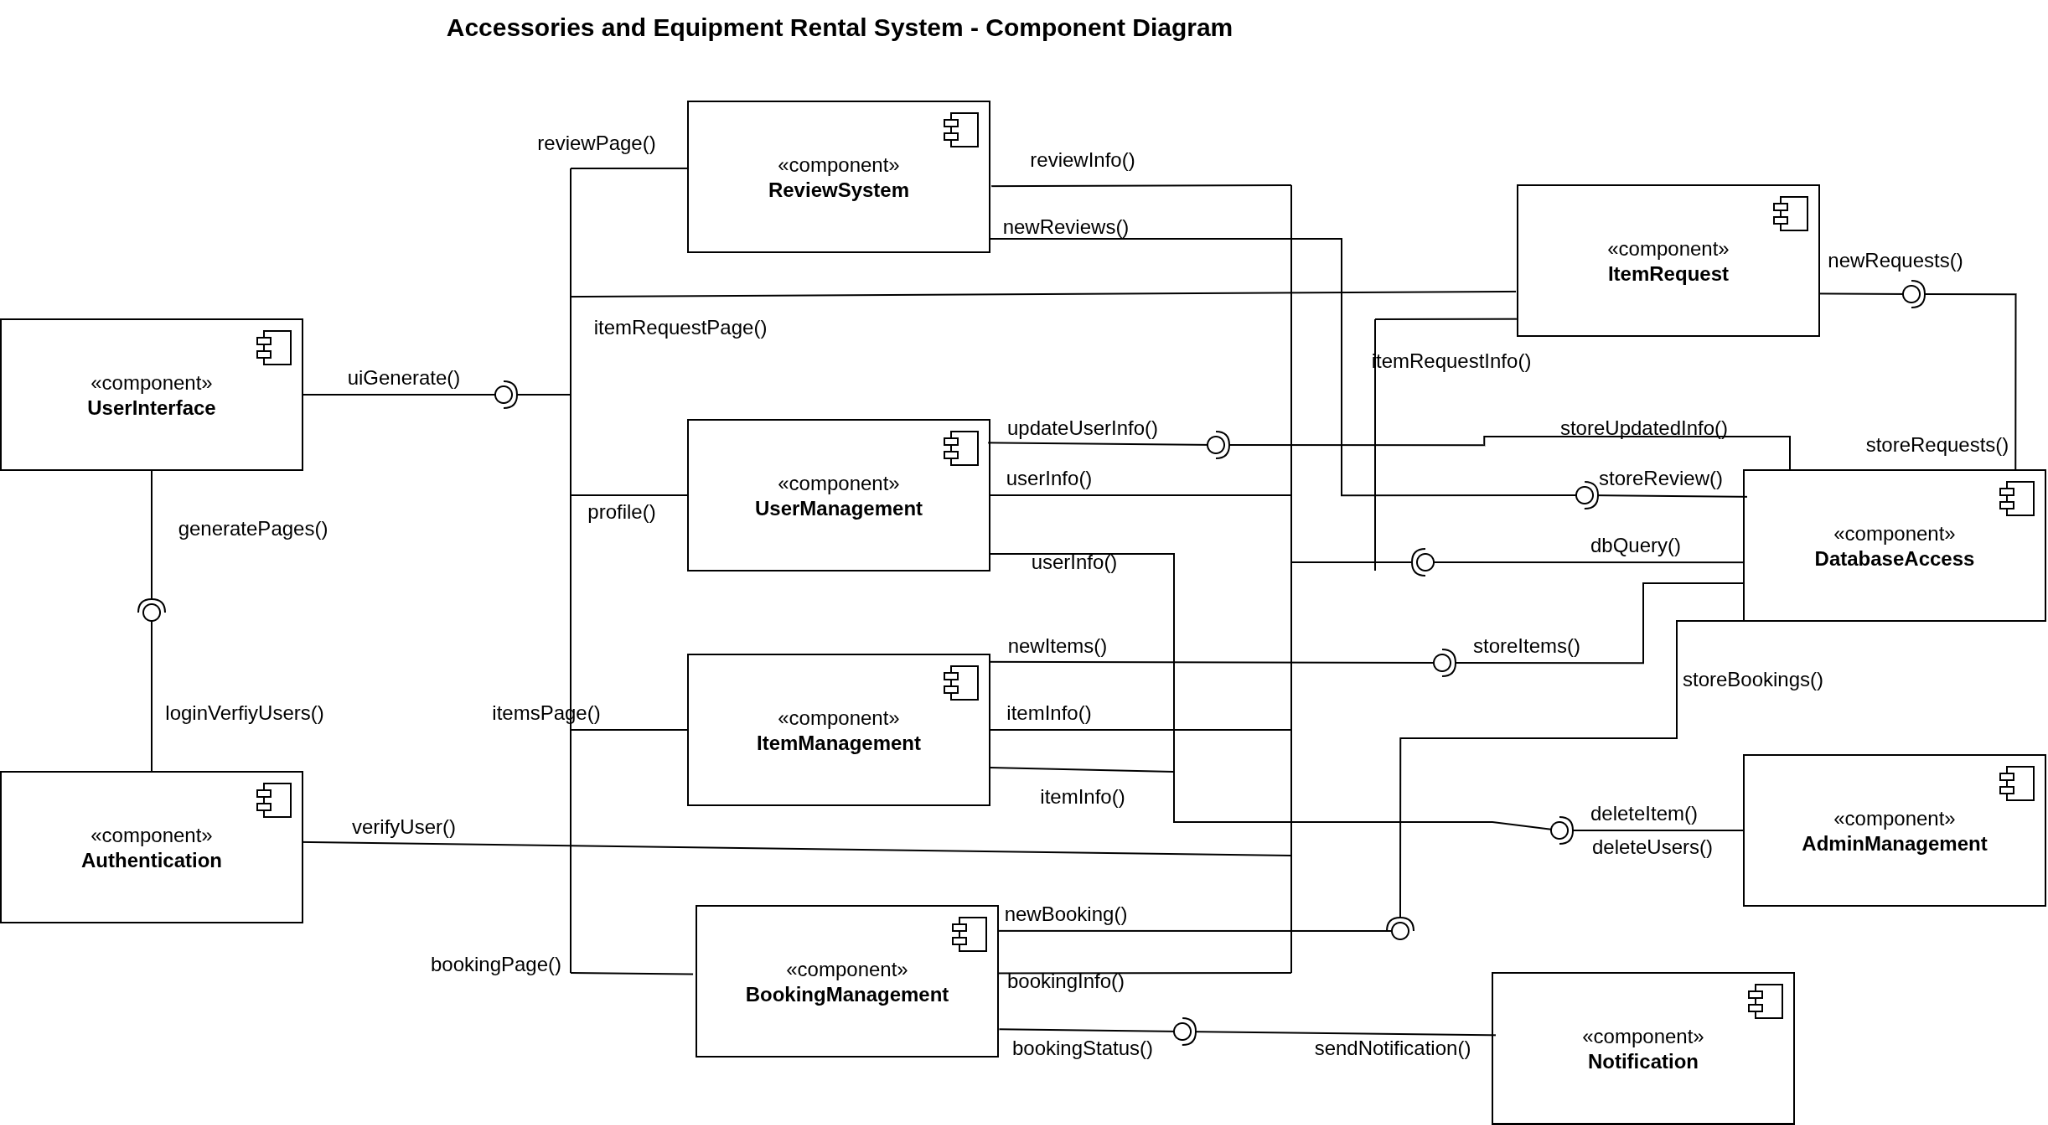 Accessories and Equipment Rental System - Component Diagram
reviewPage()
«component»
ReviewSystem
reviewInfo()
newReviews()
«component»
ItemRequest
newRequests()
itemRequestPage()
itemRequestInfo()
«component»
UserInterface
uiGenerate()
updateUserInfo()
storeUpdatedInfo()
storeRequests()
«component»
UserManagement
userInfo()
storeReview()
profile()
generatePages()
userInfo()
dbQuery()
«component»
DatabaseAccess
newItems()
storeItems()
storeBookings()
loginVerfiyUsers()
itemsPage()
«component»
ItemManagement
itemInfo()
itemInfo()
«component»
Authentication
verifyUser()
deleteItem()
deleteUsers()
«component»
AdminManagement
newBooking()
bookingPage()
«component»
BookingManagement
bookingInfo()
bookingStatus()
sendNotification()
«component»
Notification